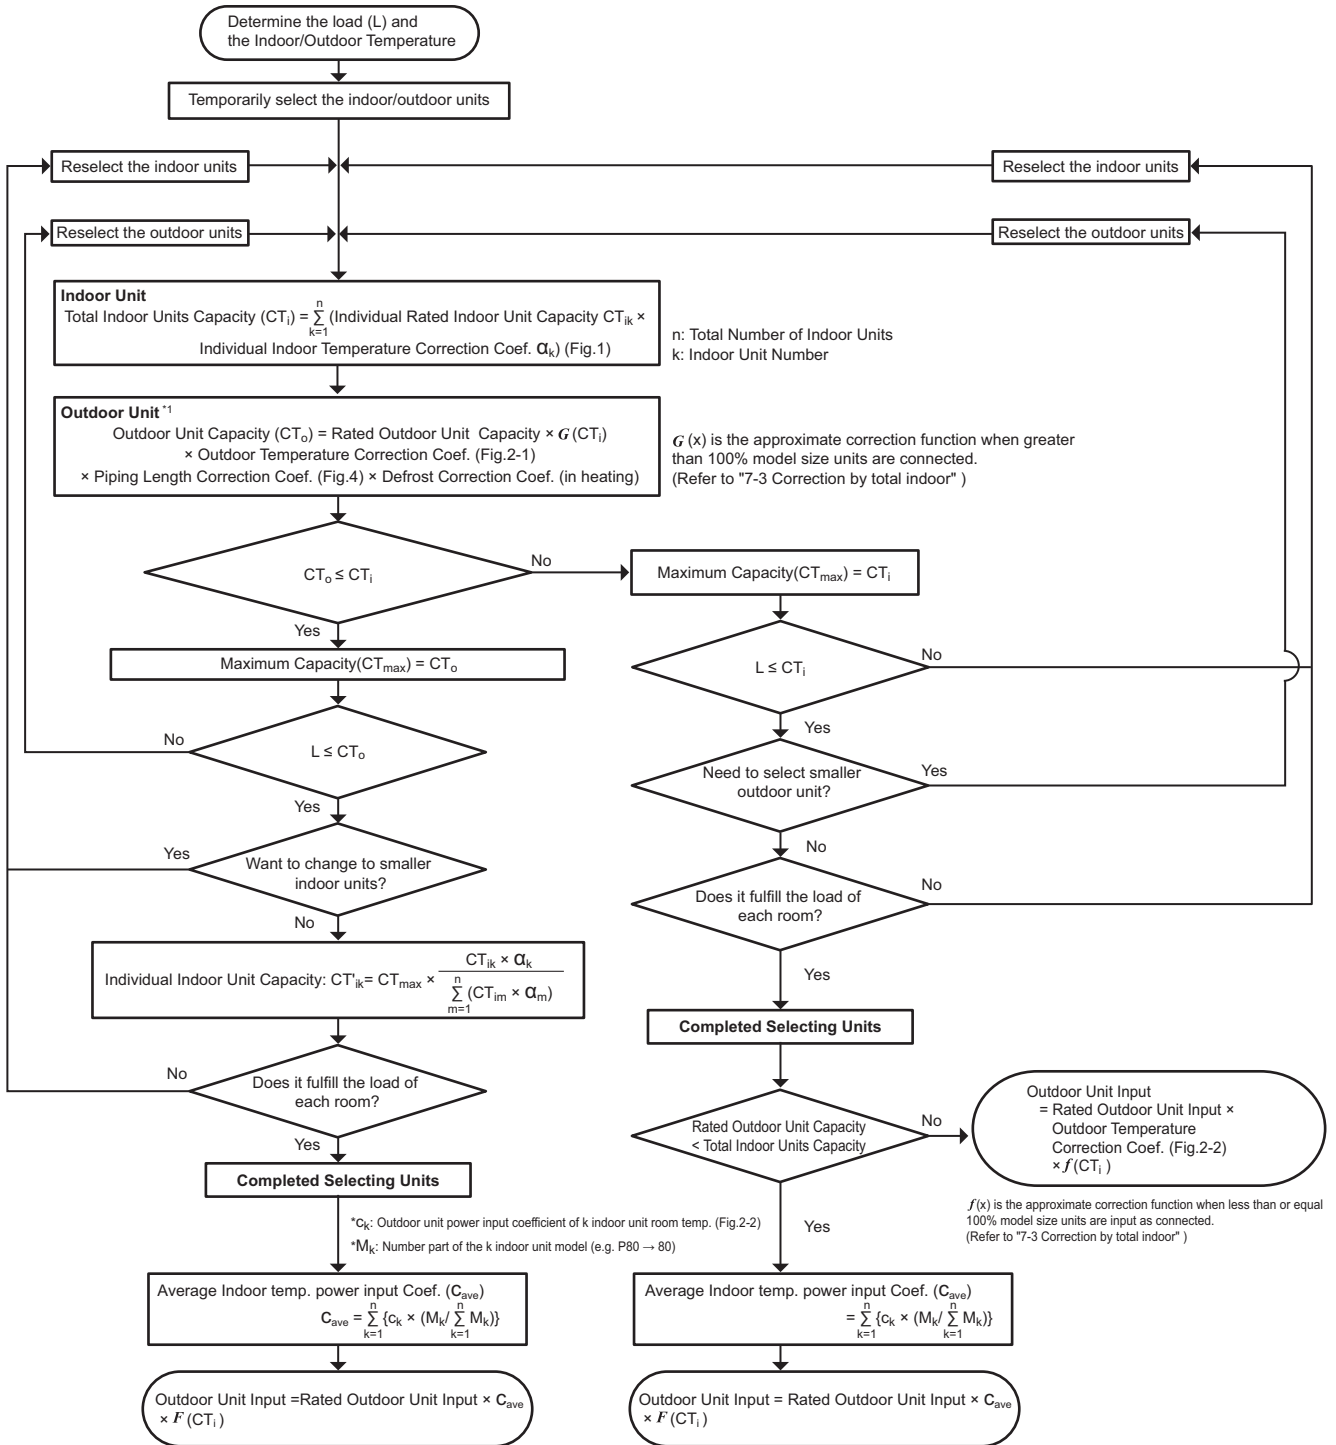 Determine the load (L) and
the Indoor/Outdoor Temperature
Temporarily select the indoor/outdoor units
Reselect the indoor units
Reselect the indoor units
Reselect the outdoor units
Reselect the outdoor units
Indoor Unit
Total Indoor Units Capacity (CTi) = n∑k=1 (Individual Rated Indoor Unit Capacity CTik ×
Individual Indoor Temperature Correction Coef. αk) (Fig.1)
n: Total Number of Indoor Units
k: Indoor Unit Number
Outdoor Unit *1
Outdoor Unit Capacity (CTo) = Rated Outdoor Unit Capacity × G (CTi)
× Outdoor Temperature Correction Coef. (Fig.2-1)
× Piping Length Correction Coef. (Fig.4) × Defrost Correction Coef. (in heating)
G (x) is the approximate correction function when greater
than 100% model size units are connected.
(Refer to "7-3 Correction by total indoor" )
CTo ≤ CTi
No
Yes
Maximum Capacity(CTmax) = CTi
Maximum Capacity(CTmax) = CTo
L ≤ CTi
No
Yes
L ≤ CTo
No
Yes
Need to select smaller
outdoor unit?
Yes
No
Want to change to smaller
indoor units?
Yes
No
Does it fulfill the load of
each room?
No
Yes
Individual Indoor Unit Capacity: CT'ik= CTmax × CTik × αk / n∑m=1 (CTim × αm)
Completed Selecting Units
Does it fulfill the load of
each room?
No
Yes
Rated Outdoor Unit Capacity
< Total Indoor Units Capacity
No
Yes
Outdoor Unit Input
= Rated Outdoor Unit Input ×
Outdoor Temperature
Correction Coef. (Fig.2-2)
× f (CTi )
f (x) is the approximate correction function when less than or equal
100% model size units are input as connected.
(Refer to "7-3 Correction by total indoor" )
Completed Selecting Units
*ck: Outdoor unit power input coefficient of k indoor unit room temp. (Fig.2-2)
*Mk: Number part of the k indoor unit model (e.g. P80 → 80)
Average Indoor temp. power input Coef. (Cave)
Cave = n∑k=1 {ck × (Mk/ n∑k=1 Mk)}
Average Indoor temp. power input Coef. (Cave)
= n∑k=1 {ck × (Mk/ n∑k=1 Mk)}
Outdoor Unit Input =Rated Outdoor Unit Input × Cave
× F (CTi )
Outdoor Unit Input = Rated Outdoor Unit Input × Cave
× F (CTi )